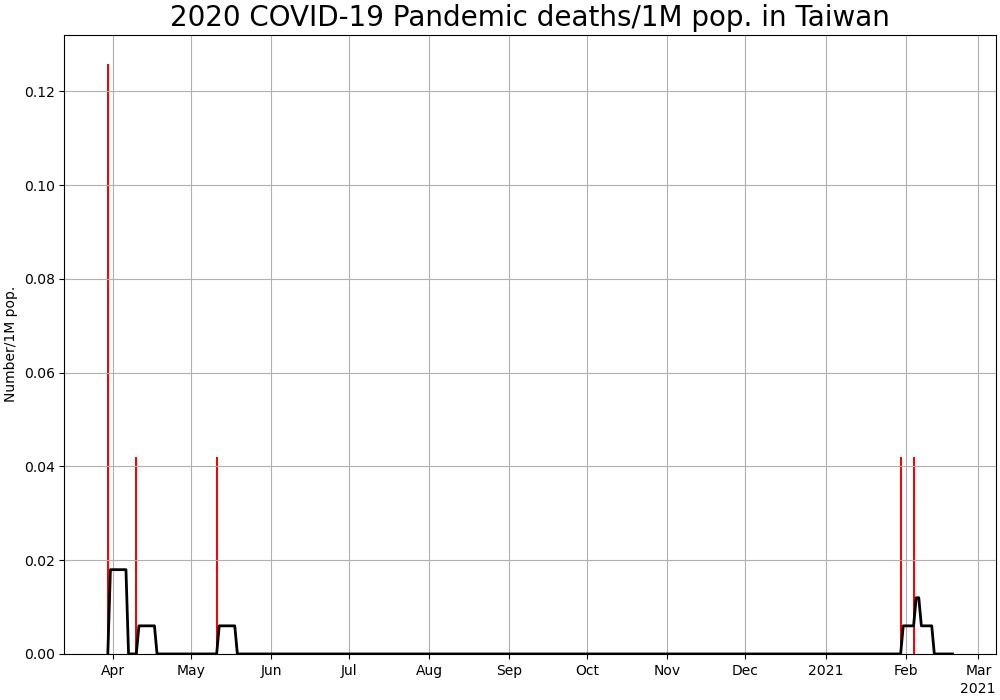 2020 COVID-19 Pandemic deaths/1M pop. in Taiwan
Number/1M pop.
0.12
0.10
0.08
0.06
0.04
0.02
0.00
Apr May Jun Jul Aug Sep Oct Nov Dec 2021 Feb Mar
2021